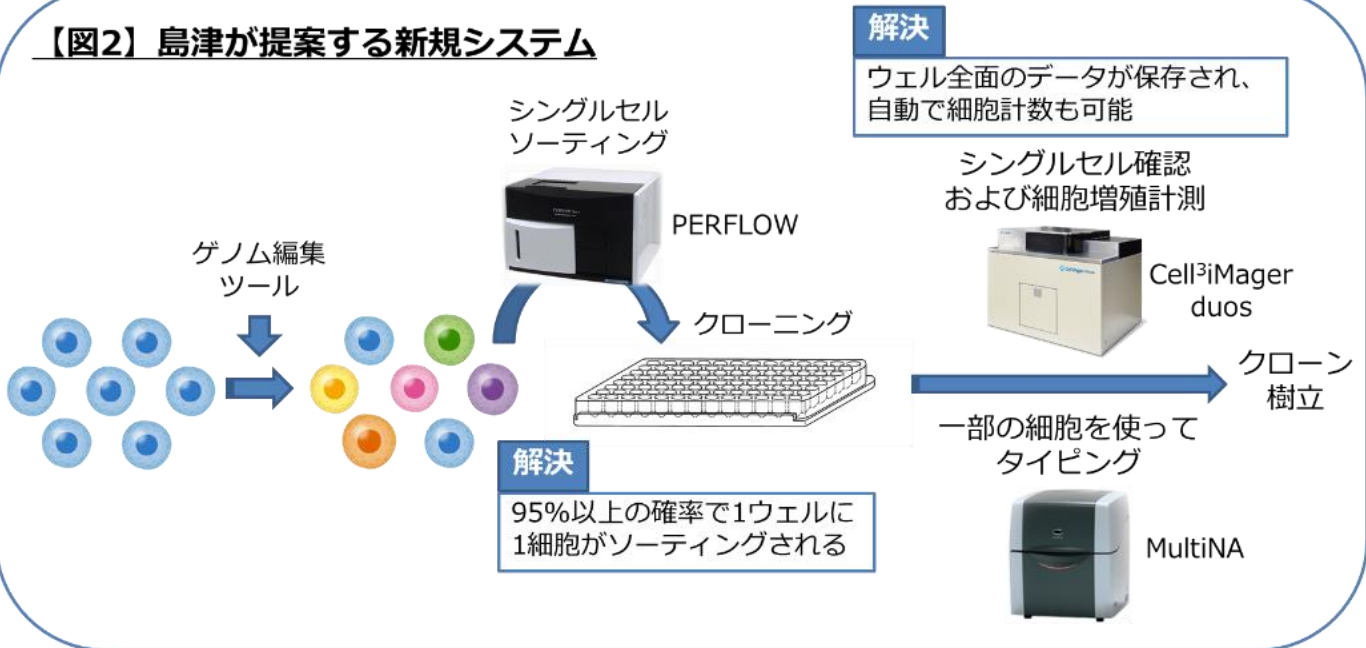 【図2】島津が提案する新規システム
解決
ウェル全面のデータが保存され、
自動で細胞計数も可能
シングルセル
ソーティング
PERFLOW
シングルセル確認
および細胞増殖計測
Cell³iMager
duos
ゲノム編集
ツール
クローニング
クローン
樹立
解決
95%以上の確率で1ウェルに
1細胞がソーティングされる
一部の細胞を使って
タイピング
MultiNA